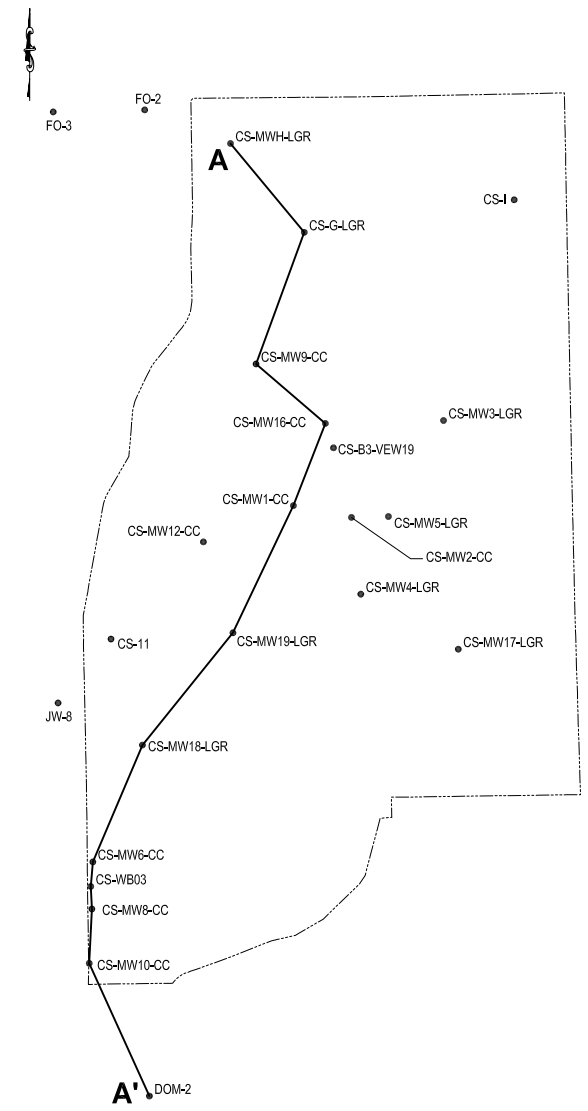 FO-2
FO-3
CS-MWH-LGR
A
CS-I
CS-G-LGR
CS-MW9-CC
CS-MW3-LGR
CS-MW16-CC
CS-B3-VEW19
CS-MW1-CC
CS-MW5-LGR
CS-MW12-CC
CS-MW2-CC
CS-MW4-LGR
CS-11
CS-MW19-LGR
CS-MW17-LGR
JW-8
CS-MW18-LGR
CS-MW6-CC
CS-WB03
CS-MW8-CC
CS-MW10-CC
A' DOM-2